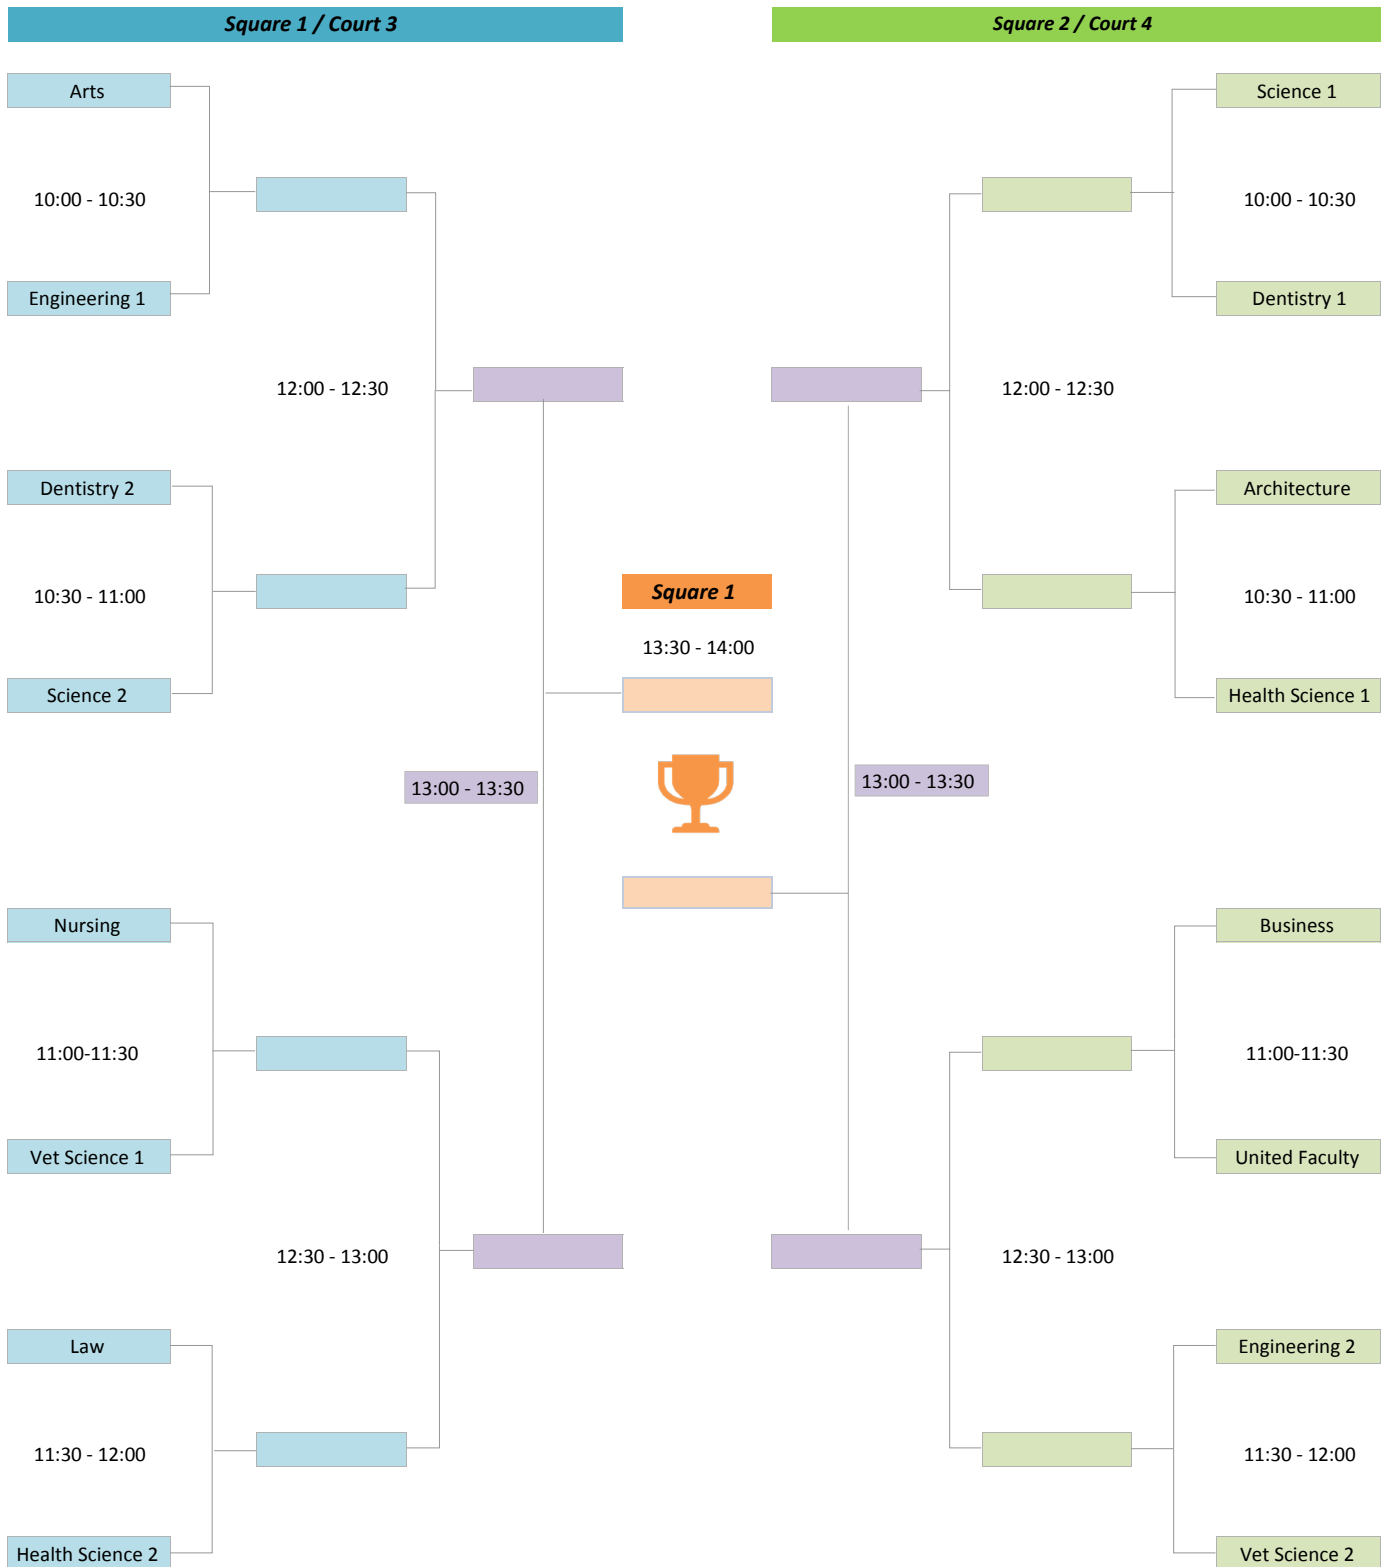 Square 1 / Court 3
Square 2 / Court 4
Arts
Science 1
10:00 - 10:30
10:00 - 10:30
Engineering 1
Dentistry 1
12:00 - 12:30
12:00 - 12:30
Dentistry 2
Architecture
10:30 - 11:00
Square 1
10:30 - 11:00
13:30 - 14:00
Science 2
Health Science 1
13:00 - 13:30
13:00 - 13:30
Nursing
Business
11:00-11:30
11:00-11:30
Vet Science 1
United Faculty
12:30 - 13:00
12:30 - 13:00
Law
Engineering 2
11:30 - 12:00
11:30 - 12:00
Health Science 2
Vet Science 2